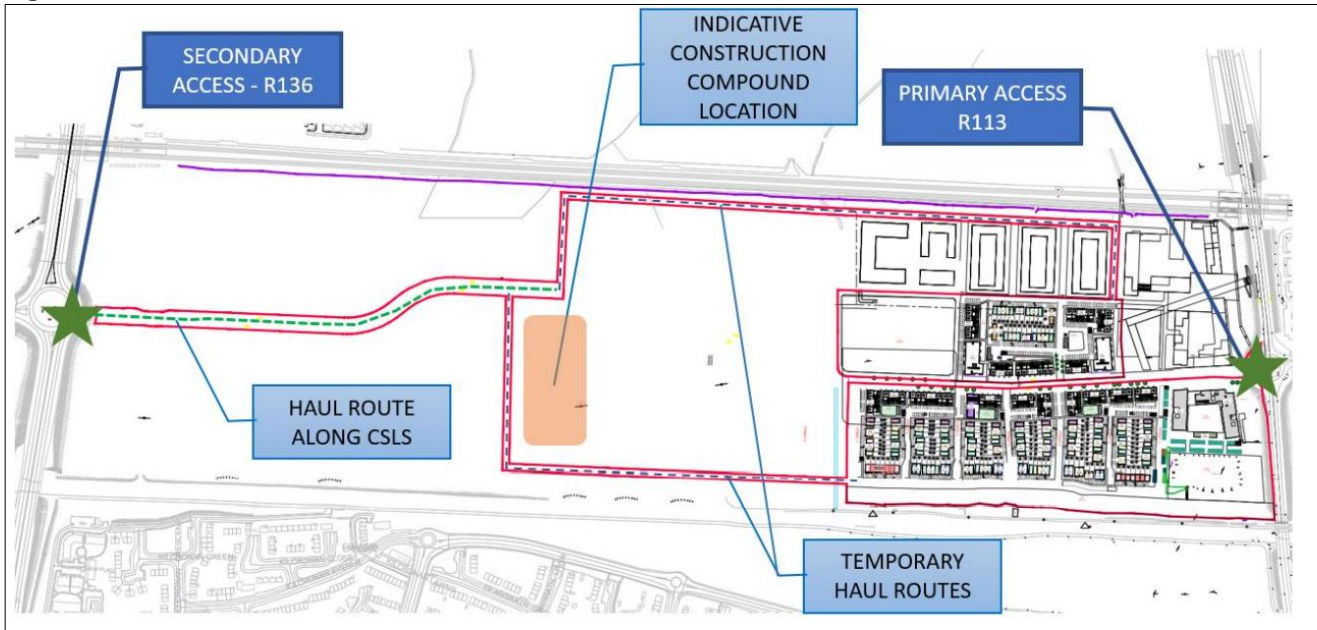 SECONDARY
ACCESS - R136
INDICATIVE
CONSTRUCTION
COMPOUND
LOCATION
PRIMARY ACCESS
R113
HAUL ROUTE
ALONG CSLS
TEMPORARY
HAUL ROUTES